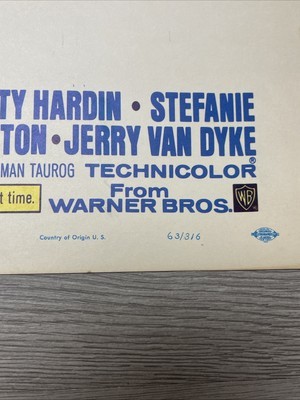 TY HARDIN • STEFANIE
TON • JERRY VAN DYKE
MAN TAUROG TECHNICOLOR®
t time. From
WARNER BROS. WB
Country of Origin U. S. 63/316